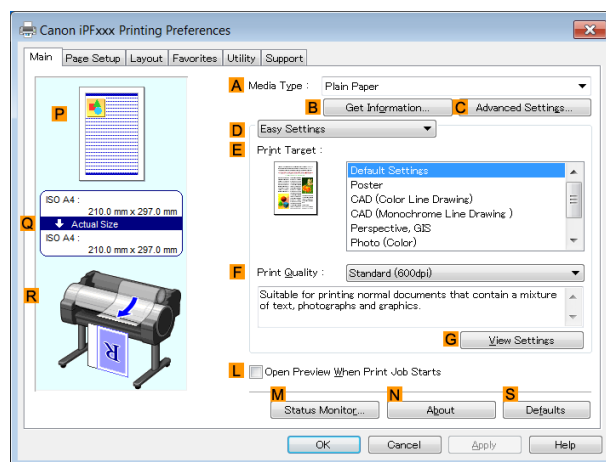 Canon iPFxxx Printing Preferences
Main Page Setup Layout Favorites Utility Support
A Media Type : Plain Paper
B Get Information... C Advanced Settings...
D Easy Settings
E Print Target :
P
Default Settings
Poster
CAD (Color Line Drawing)
CAD (Monochrome Line Drawing )
Perspective, GIS
Photo (Color)
Q
ISO A4 :
210.0 mm x 297.0 mm
Actual Size
ISO A4 :
210.0 mm x 297.0 mm
F Print Quality : Standard (600dpi)
Suitable for printing normal documents that contain a mixture
of text, photographs and graphics.
R
G View Settings
L Open Preview When Print Job Starts
M N S
Status Monitor... About Defaults
OK Cancel Apply Help